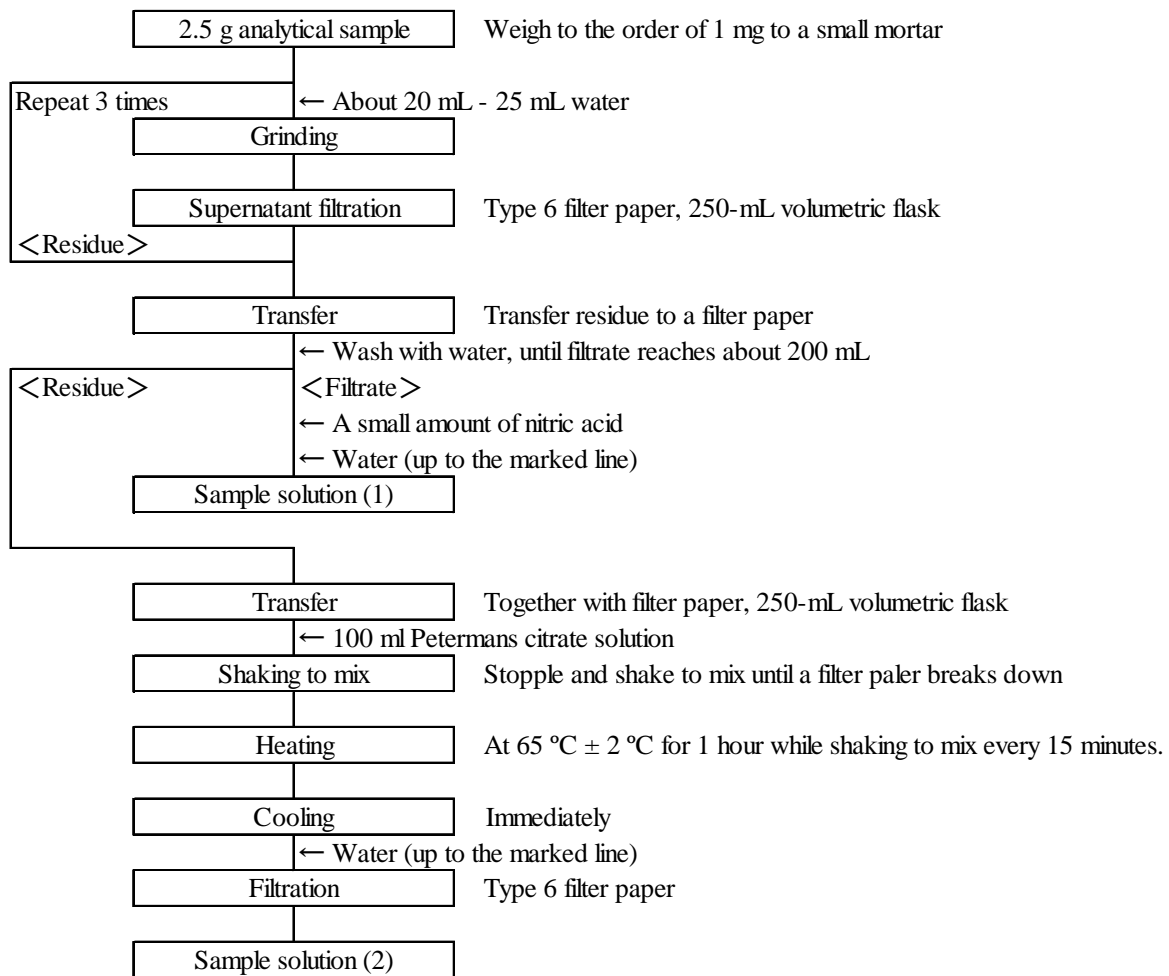 2.5 g analytical sample Weigh to the order of 1 mg to a small mortar
Repeat 3 times ← About 20 mL - 25 mL water
Grinding
Supernatant filtration Type 6 filter paper, 250-mL volumetric flask
＜Residue＞
Transfer Transfer residue to a filter paper
← Wash with water, until filtrate reaches about 200 mL
＜Residue＞ ＜Filtrate＞
← A small amount of nitric acid
← Water (up to the marked line)
Sample solution (1)
Transfer Together with filter paper, 250-mL volumetric flask
← 100 ml Petermans citrate solution
Shaking to mix Stopple and shake to mix until a filter paler breaks down
Heating At 65 ºC ± 2 ºC for 1 hour while shaking to mix every 15 minutes.
Cooling Immediately
← Water (up to the marked line)
Filtration Type 6 filter paper
Sample solution (2)